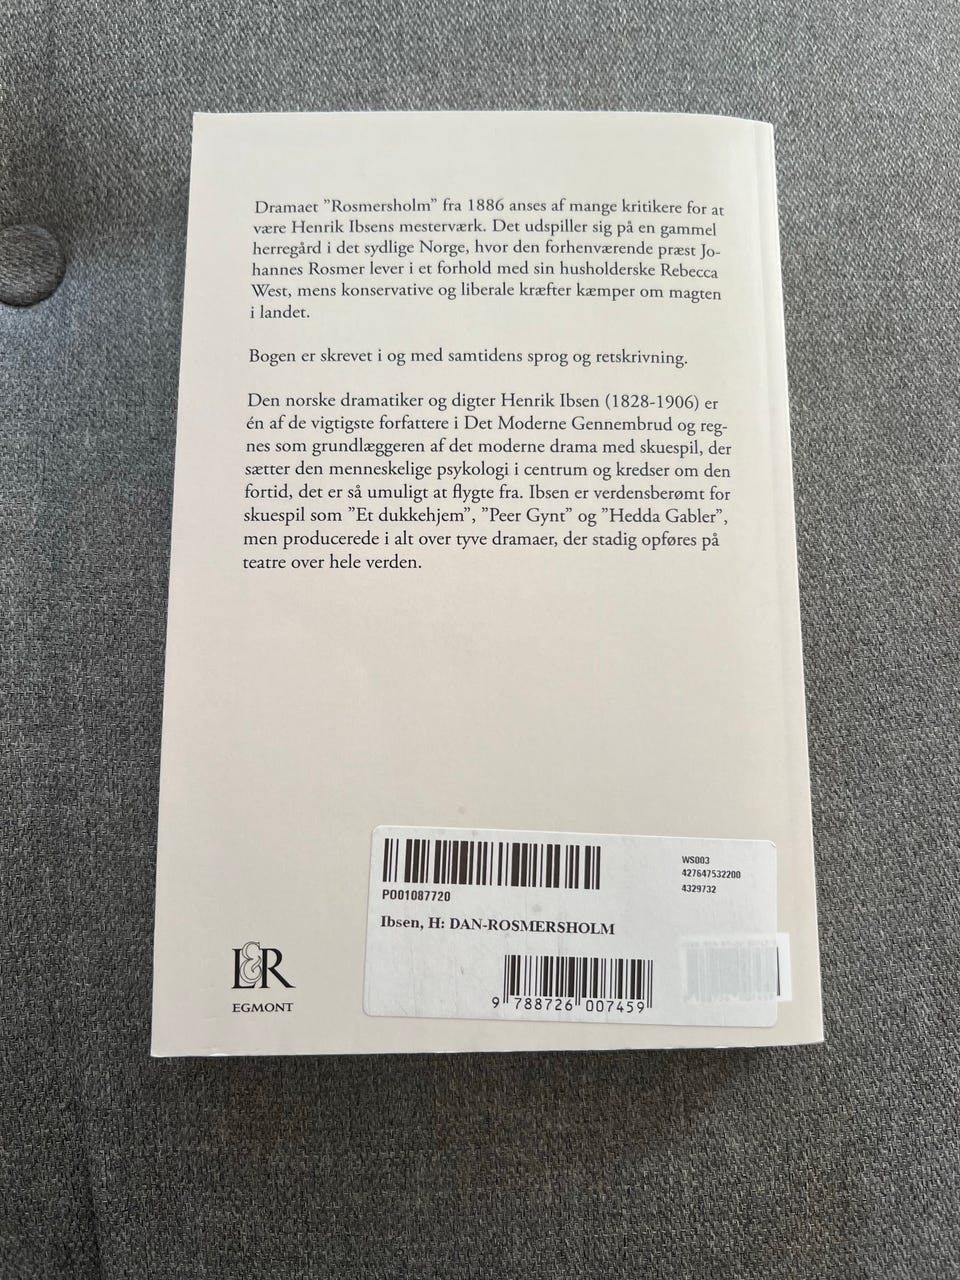 Dramaet ”Rosmersholm” fra 1886 anses af mange kritikere for at
være Henrik Ibsens mesterværk. Det udspiller sig på en gammel
herregård i det sydlige Norge, hvor den forhenværende præst Jo-
hannes Rosmer lever i et forhold med sin husholderske Rebecca
West, mens konservative og liberale kræfter kæmper om magten
i landet.
Bogen er skrevet i og med samtidens sprog og retskrivning.
Den norske dramatiker og digter Henrik Ibsen (1828-1906) er
én af de vigtigste forfattere i Det Moderne Gennembrud og reg-
nes som grundlæggeren af det moderne drama med skuespil, der
sætter den menneskelige psykologi i centrum og kredser om den
fortid, det er så umuligt at flygte fra. Ibsen er verdensberømt for
skuespil som ”Et dukkehjem”, ”Peer Gynt” og ”Hedda Gabler”,
men producerede i alt over tyve dramaer, der stadig opføres på
teatre over hele verden.
WS003
427647532200
4329732
PO01087720
Ibsen, H: DAN-ROSMERSHOLM
9 788726 007459
L&R
EGMONT